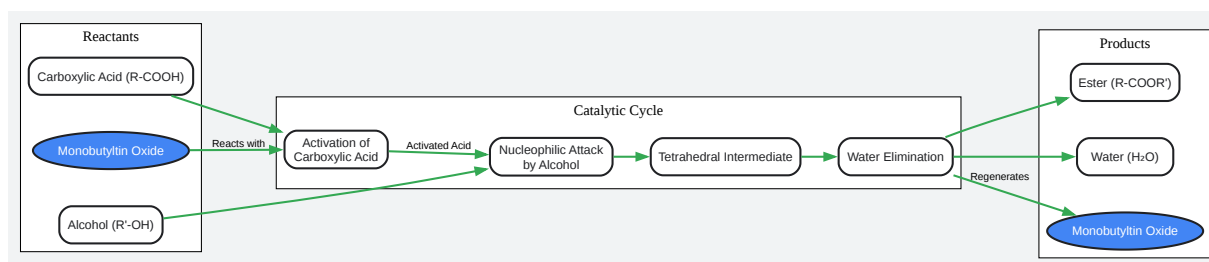 Reactants
Carboxylic Acid (R-COOH)
Monobutyltin Oxide
Alcohol (R'-OH)
Reacts with
Catalytic Cycle
Activation of
Carboxylic Acid
Activated Acid
Nucleophilic Attack
by Alcohol
Tetrahedral Intermediate
Water Elimination
Regenerates
Products
Ester (R-COOR')
Water (H₂O)
Monobutyltin Oxide